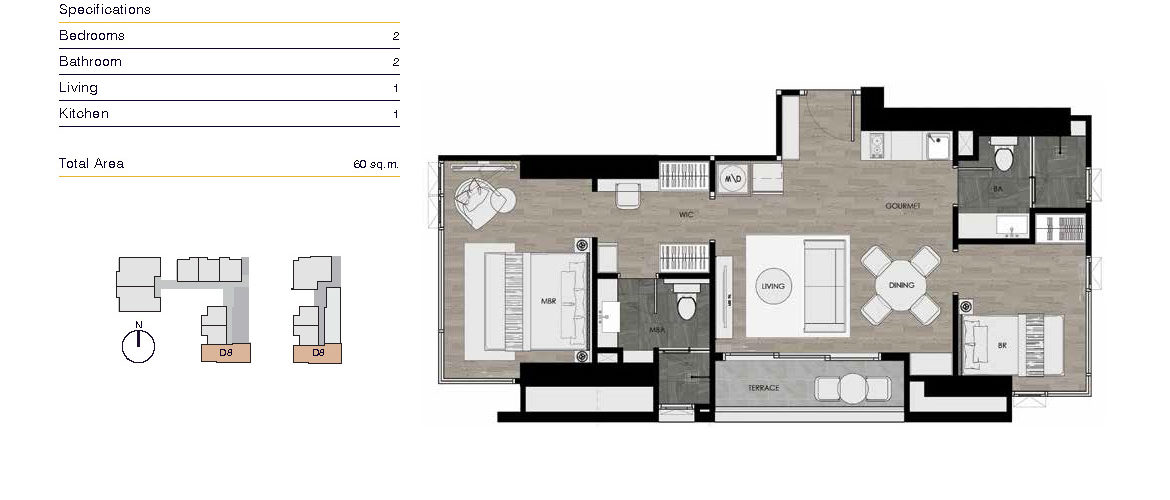 Specifications
Bedrooms 2
Bathroom 2
Living 1
Kitchen 1
Total Area 60 sq.m.
N
D8
D8
M\D
WIC
GOURMET
BA
MBR
LIVING
DINING
MBA
BR
TERRACE